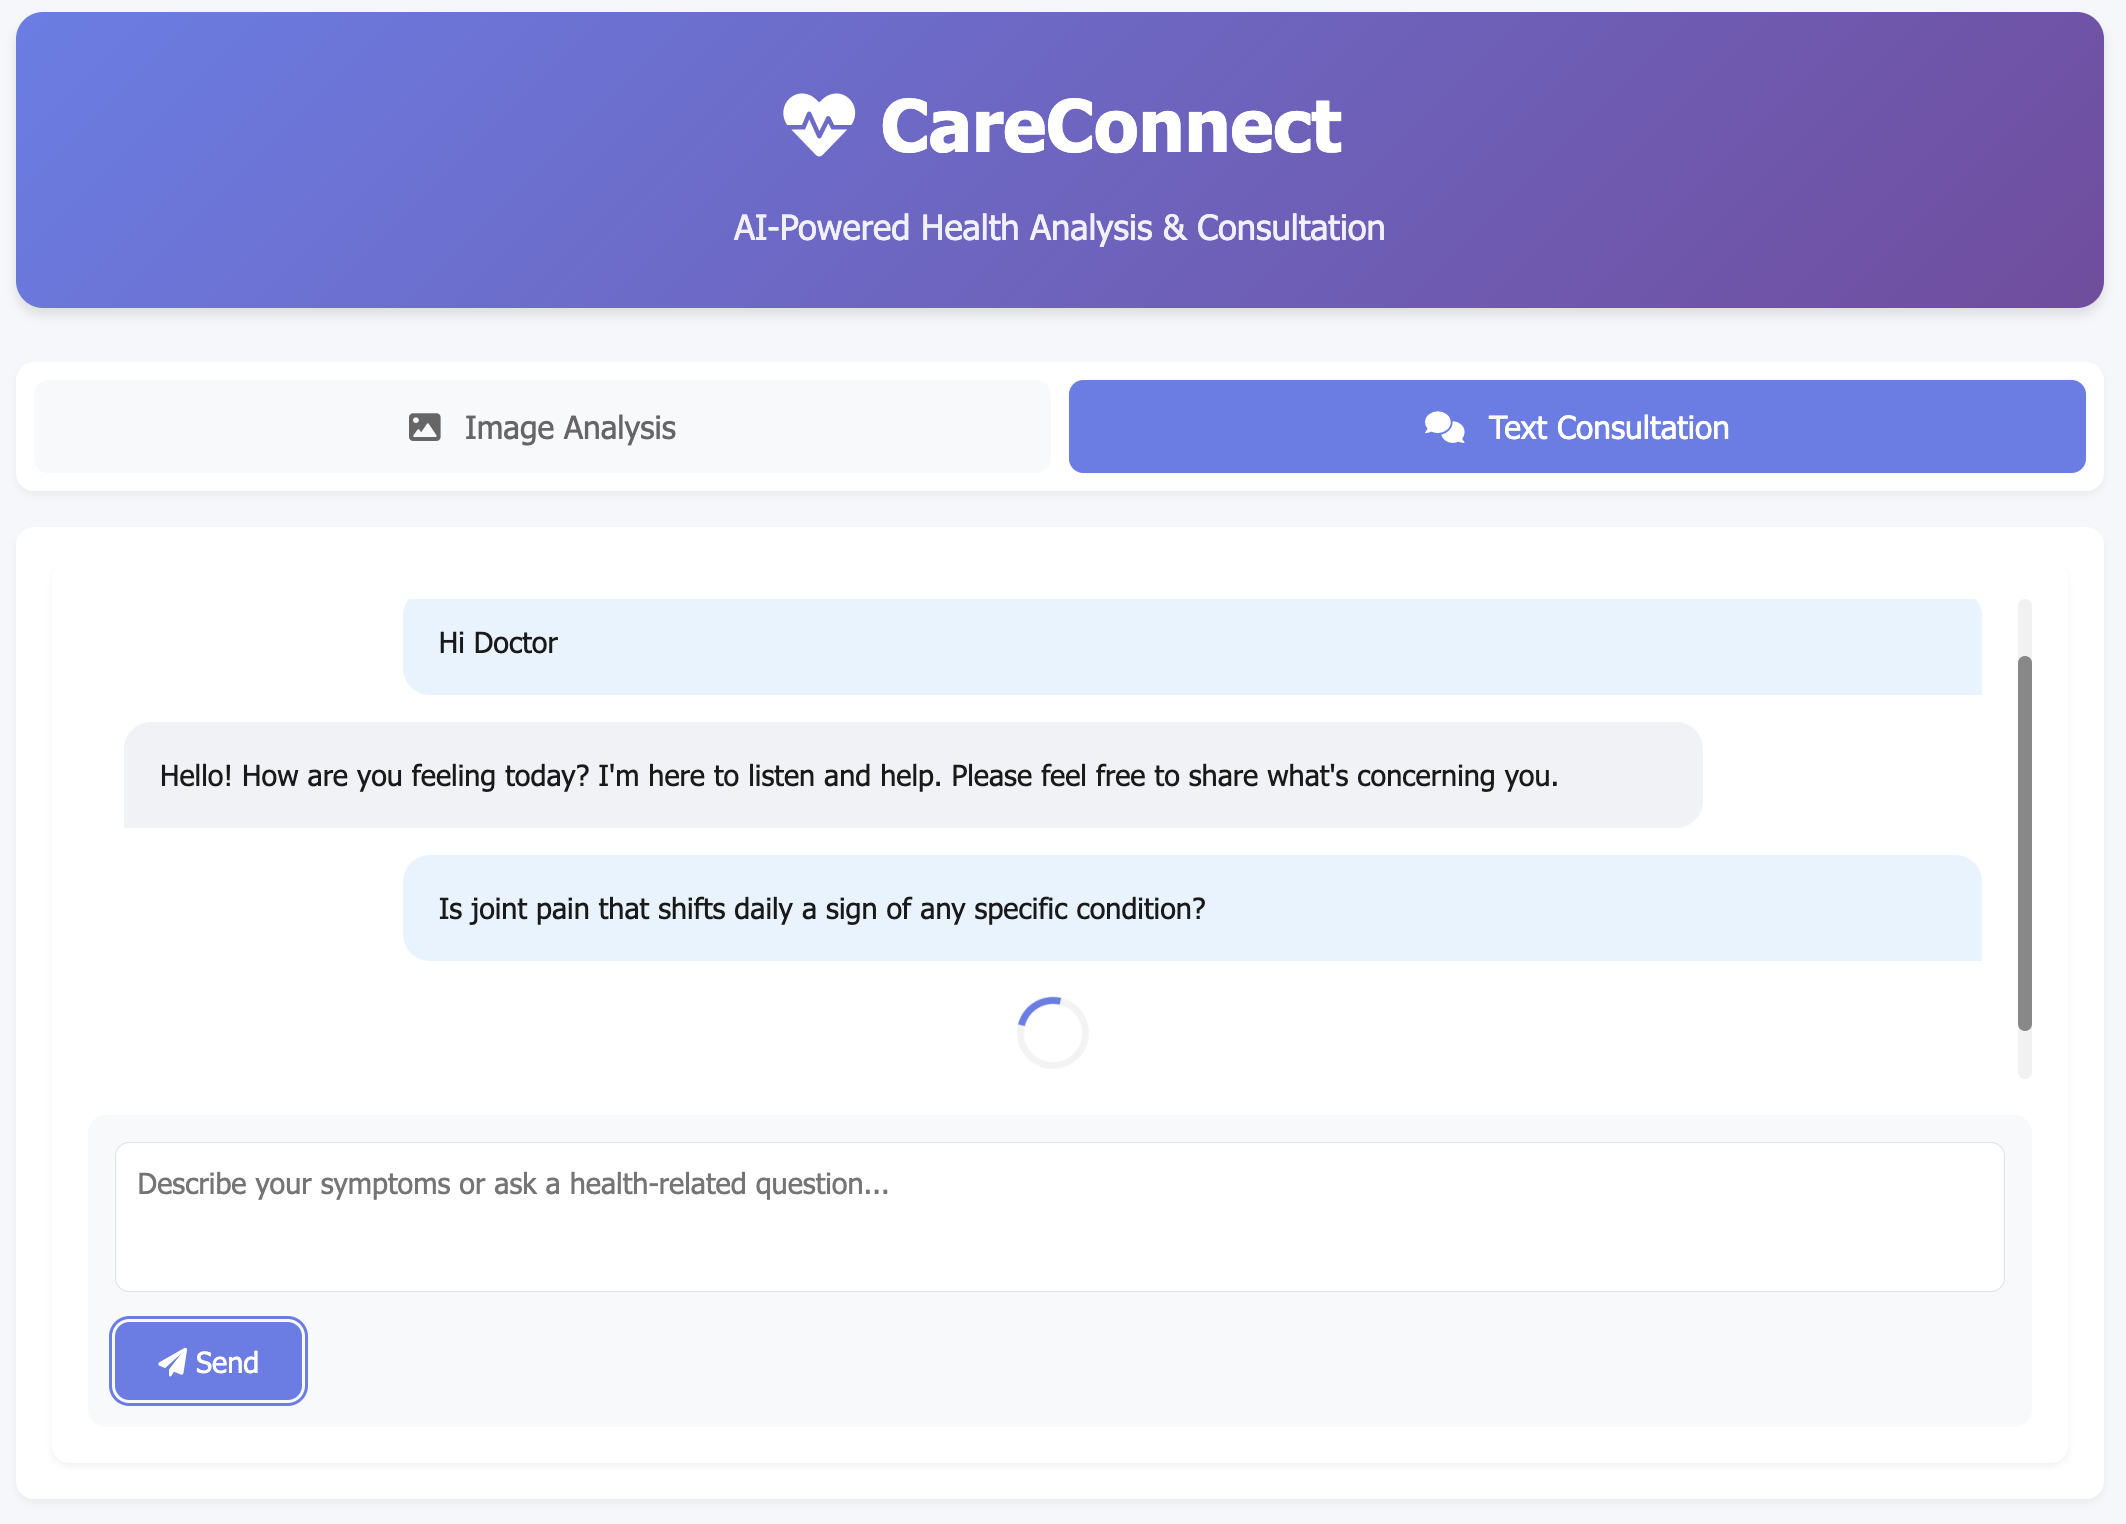 CareConnect
AI-Powered Health Analysis & Consultation
Image Analysis
Text Consultation
Hi Doctor
Hello! How are you feeling today? I'm here to listen and help. Please feel free to share what's concerning you.
Is joint pain that shifts daily a sign of any specific condition?
Describe your symptoms or ask a health-related question...
Send